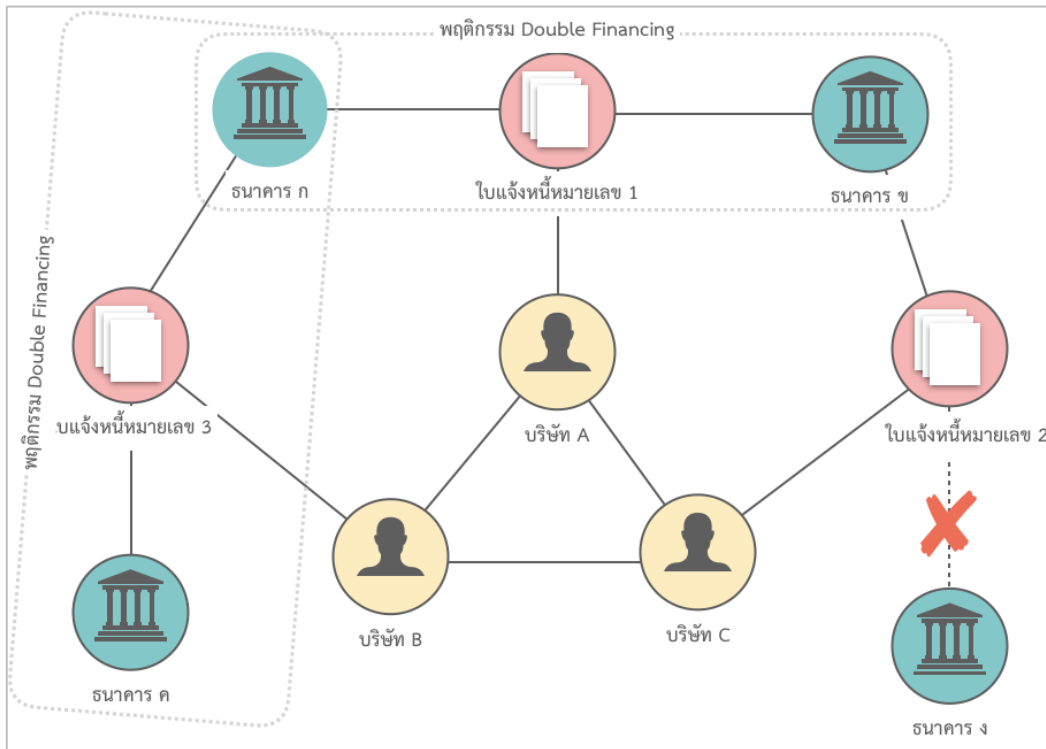 พฤติกรรม Double Financing
ธนาคาร ก
ใบแจ้งหนี้หมายเลข 1
ธนาคาร ข
พฤติกรรม Double Financing
บแจ้งหนี้หมายเลข 3
บริษัท A
ใบแจ้งหนี้หมายเลข 2
บริษัท B
บริษัท C
ธนาคาร ค
ธนาคาร ง